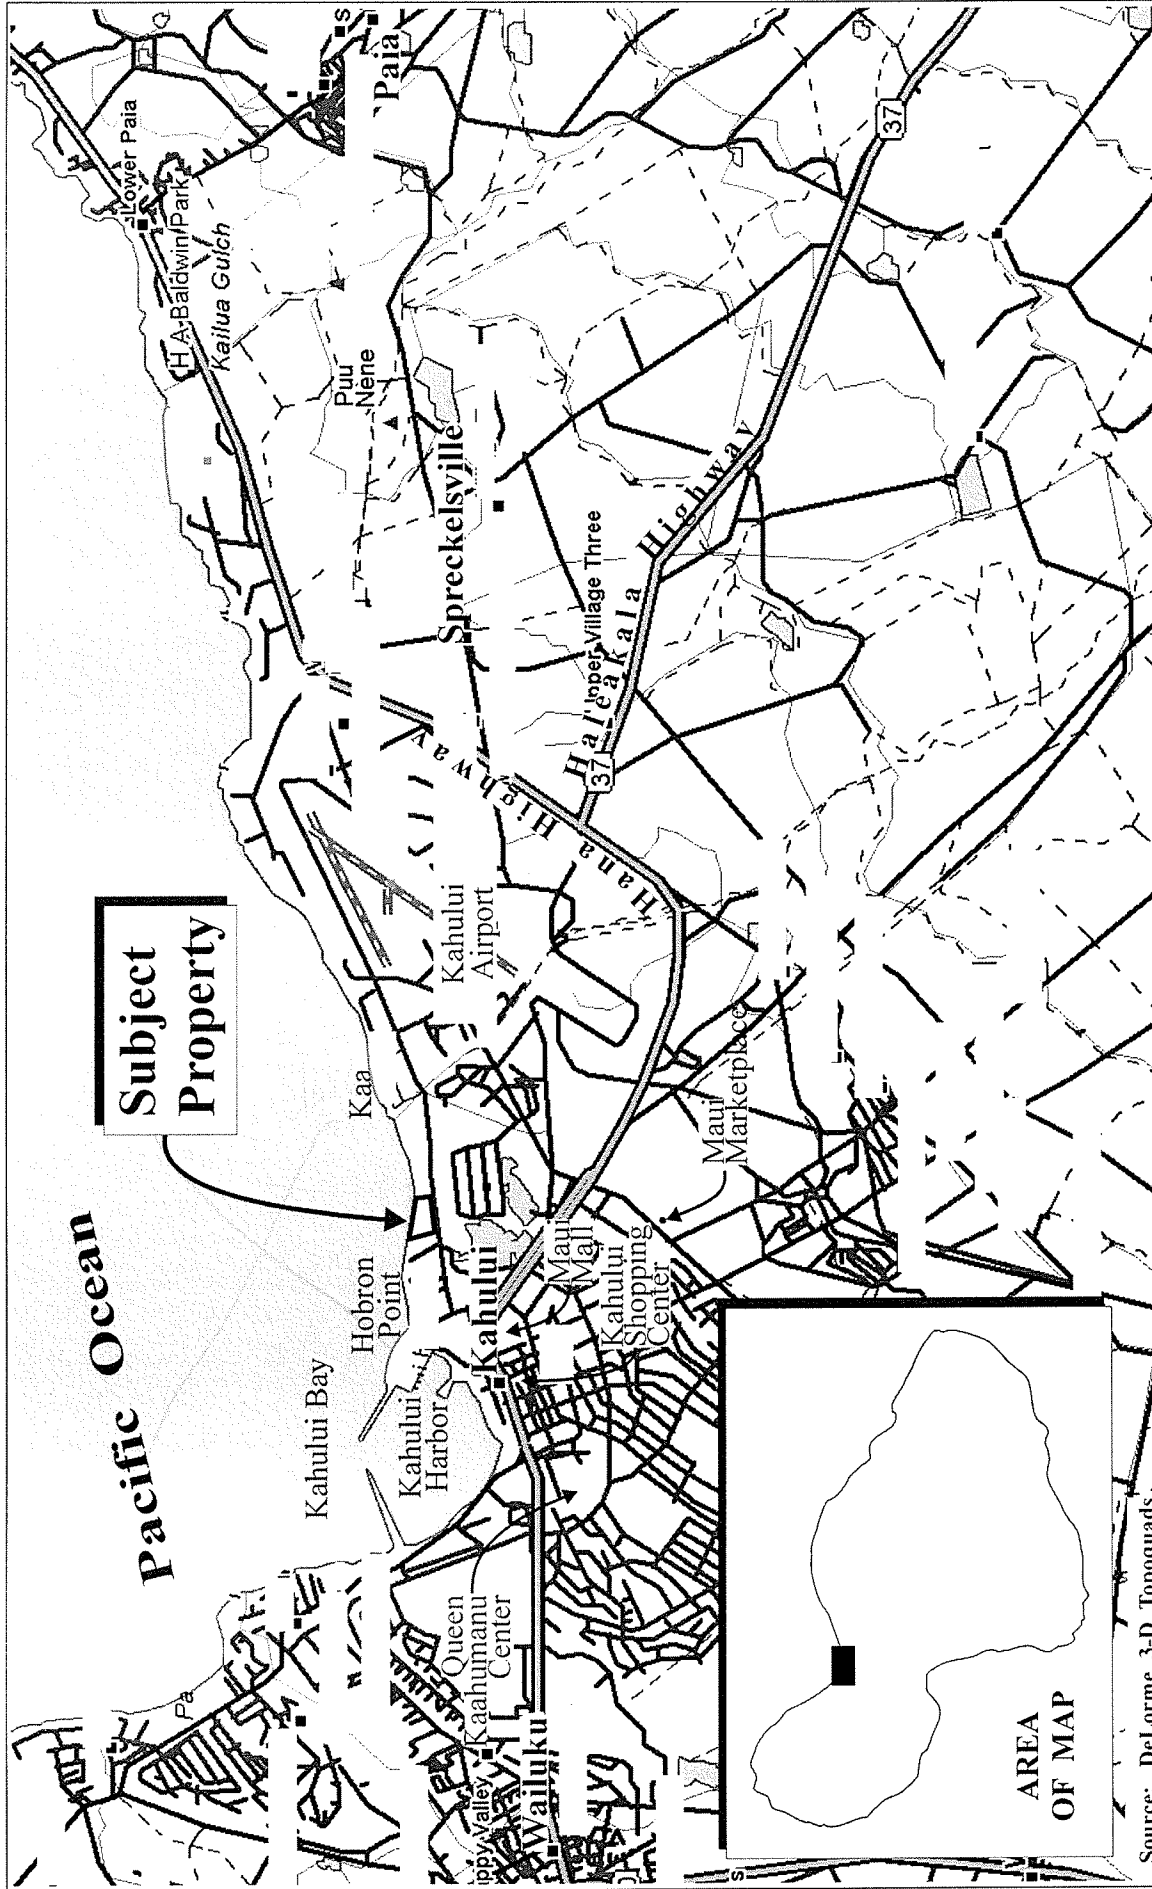 Pacific Ocean
Subject
Property
Kahului Bay
Hobron
Point
Kaa
Kahului
Harbor
Kahului
Airport
Lower Paia
H A Baldwin Park
Kailua Gulch
Paia
Puu
Nene
Spreckelsville
Hana Highway
Haleakala Highway
37
37
Village Three
Pa
Queen
Kaahumanu
Center
Valley
Wailuku
Kahului
Maui
Mall
Kahului
Shopping
Center
Maui
Marketplace
AREA
OF MAP
Source: DeLorme 3-D Topoquads.